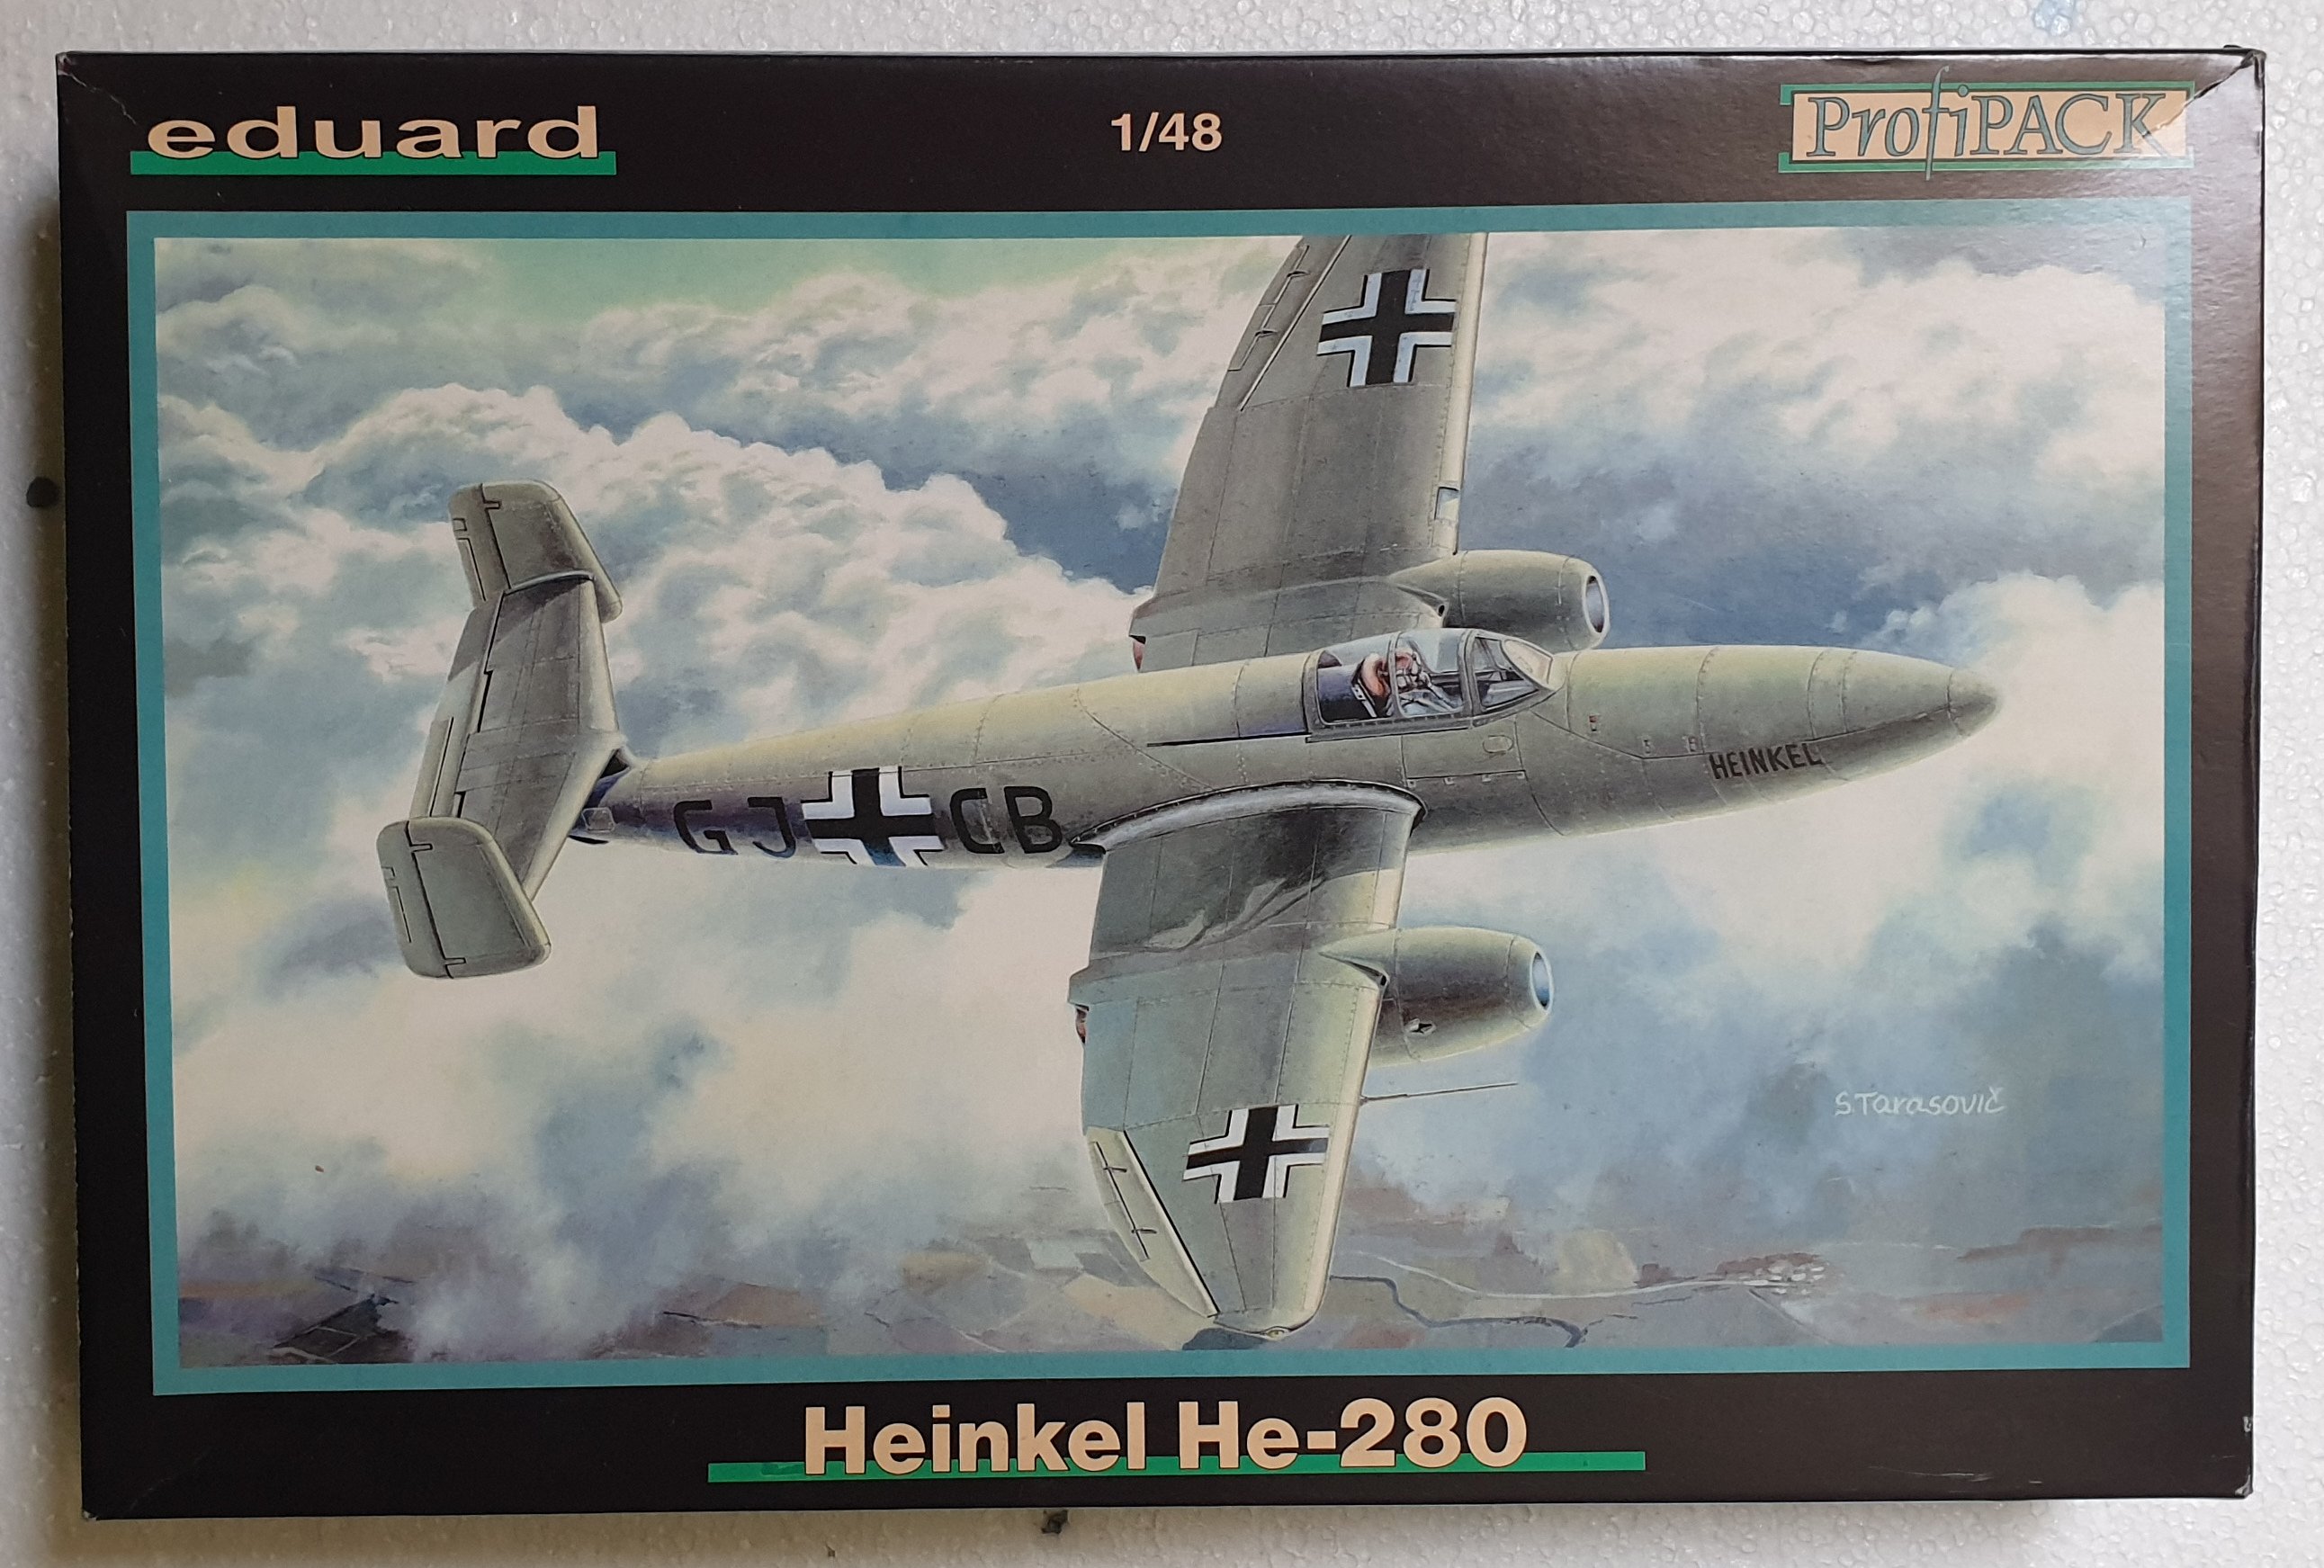 eduard
1/48
ProfiPACK
HEINKEL
GJ CB
S.Tarasovič
Heinkel He-280